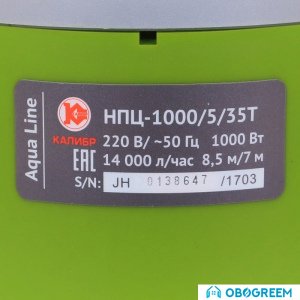 Aqua Line
НПЦ-1000/5/35Т
КАЛИБР
220 В/ ~50 Гц 1000 Вт
EAC 14 000 л/час 8,5 м/7 м
S/N: JH 0138647 /1703
OBOGREEM